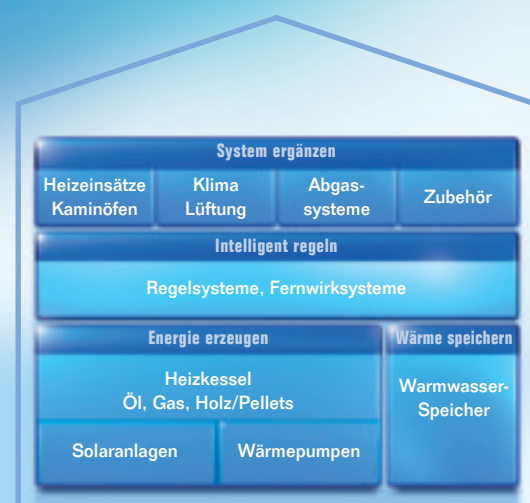 System ergänzen
Heizeinsätze
Kaminöfen
Klima
Lüftung
Abgas-
systeme
Zubehör
Intelligent regeln
Regelsysteme, Fernwirksysteme
Energie erzeugen
Heizkessel
Öl, Gas, Holz/Pellets
Solaranlagen
Wärmepumpen
Wärme speichern
Warmwasser-
Speicher